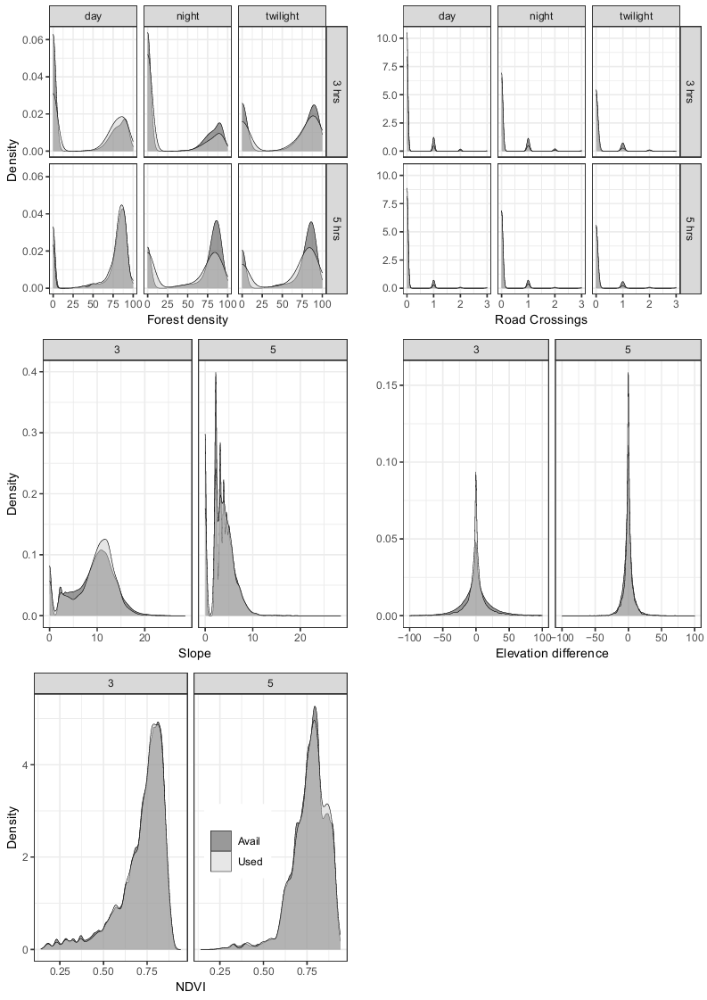 day night twilight
0.06
0.04
0.02
0.00
3 hrs
0.06
0.04
0.02
0.00
5 hrs
Density
0 25 50 75 100 0 25 50 75 100 0 25 50 75 100
Forest density
day night twilight
10.0
7.5
5.0
2.5
0.0
3 hrs
10.0
7.5
5.0
2.5
0.0
5 hrs
0 1 2 3 0 1 2 3 0 1 2 3
Road Crossings
3 5
0.4
0.3
0.2
0.1
0.0
Density
0 10 20 0 10 20
Slope
3 5
0.15
0.10
0.05
0.00
−100 −50 0 50 100 −100 −50 0 50 100
Elevation difference
3 5
4
2
0
Density
Avail
Used
0.25 0.50 0.75 0.25 0.50 0.75
NDVI